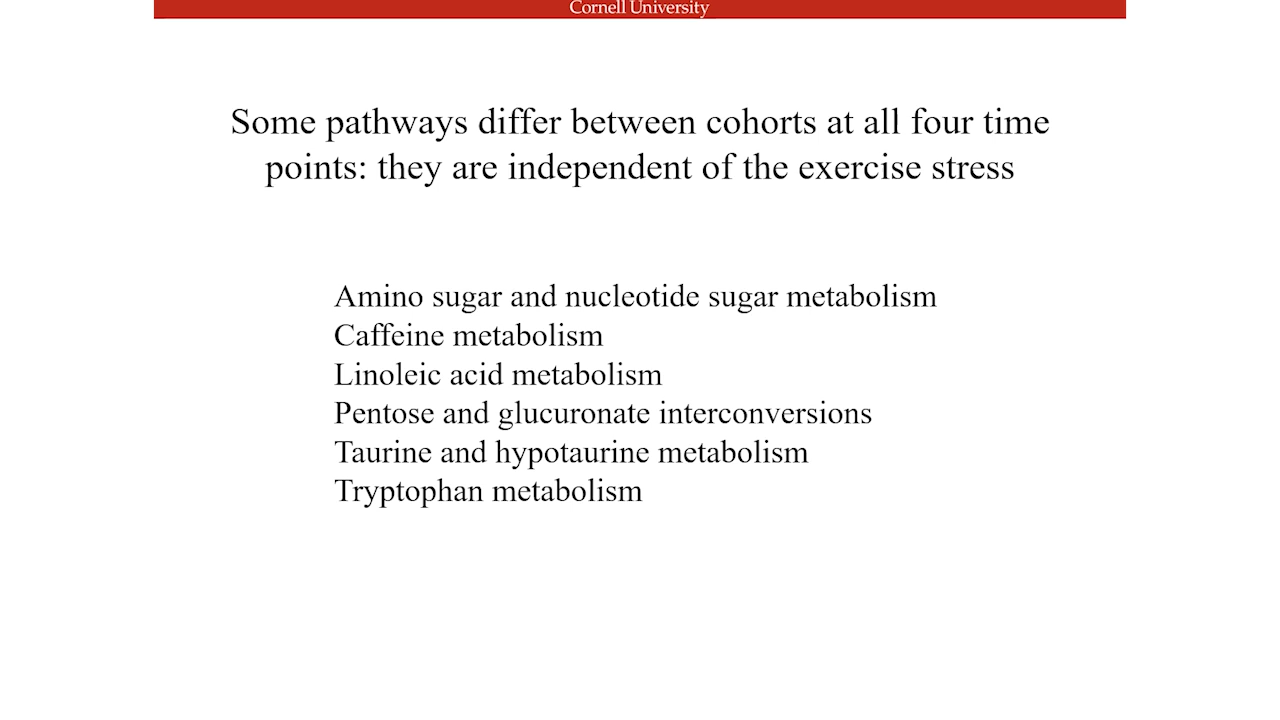 Cornell University
Some pathways differ between cohorts at all four time
points: they are independent of the exercise stress
Amino sugar and nucleotide sugar metabolism
Caffeine metabolism
Linoleic acid metabolism
Pentose and glucuronate interconversions
Taurine and hypotaurine metabolism
Tryptophan metabolism